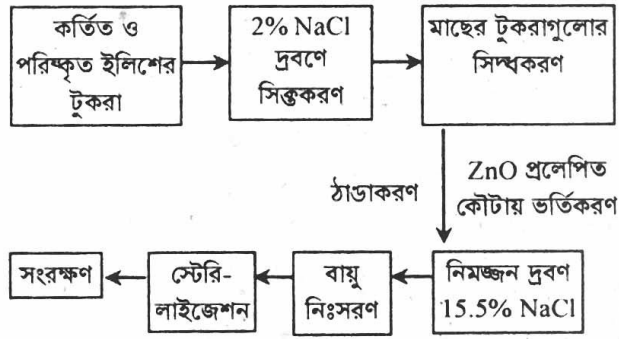 কর্তিত ও
পরিষ্কৃত ইলিশের
টুকরা
2% NaCl
দ্রবণে
সিক্তকরণ
মাছের টুকরাগুলোর
সিদ্ধকরণ
ঠাণ্ডাকরণ
ZnO প্রলেপিত
কৌটায় ভর্তিকরণ
নিমজ্জন দ্রবণ
15.5% NaCl
বায়ু
নিঃসরণ
স্টেরি-
লাইজেশন
সংরক্ষণ